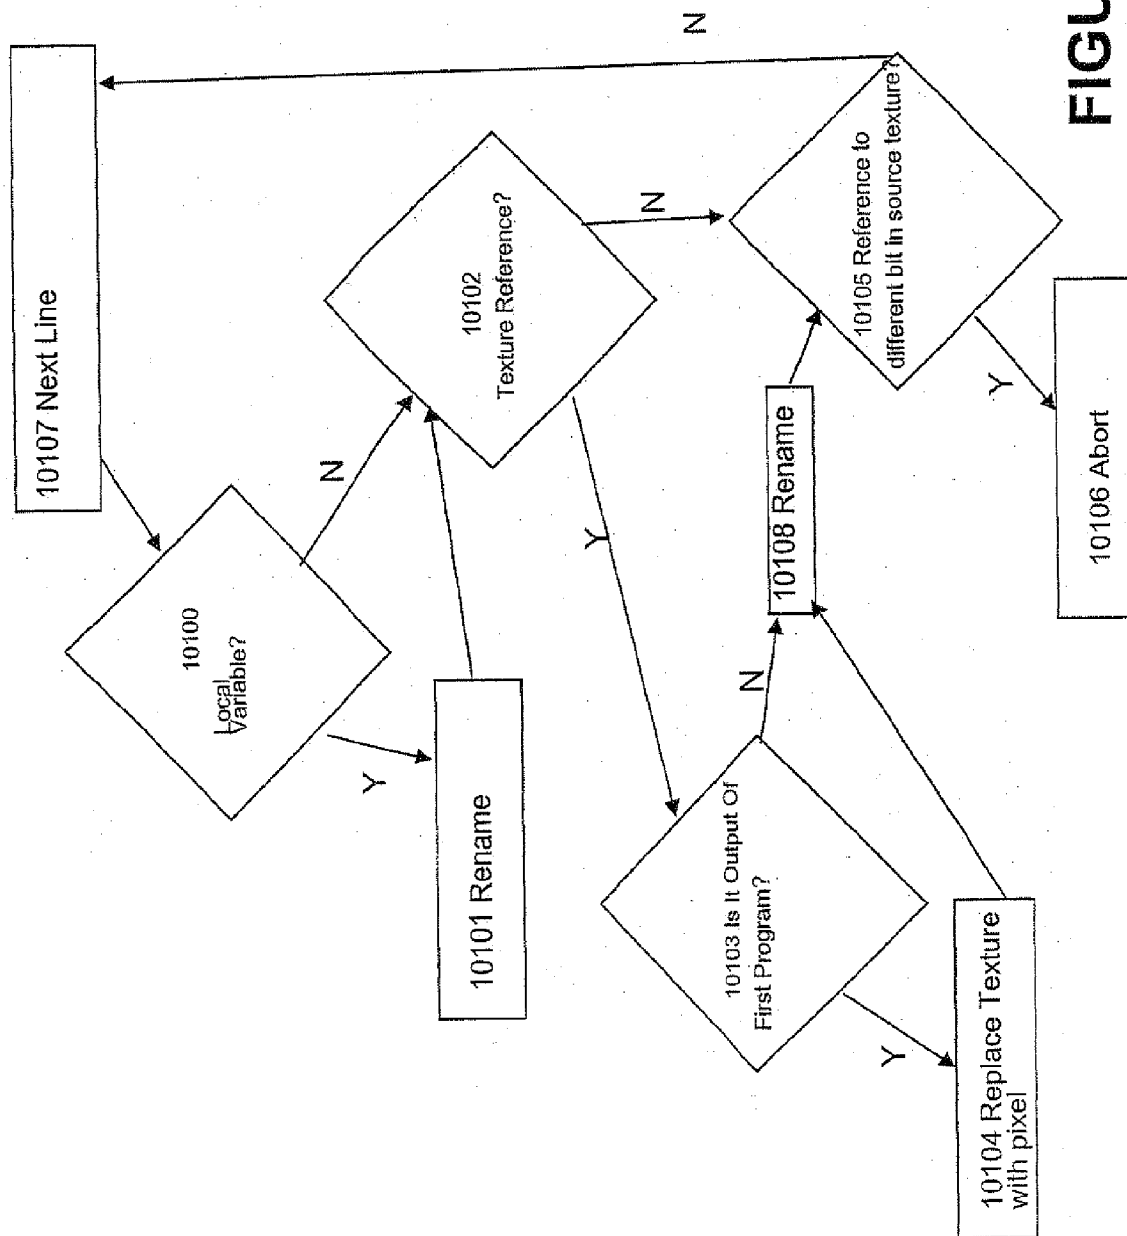 10107 Next Line
10100
Local
Variable?
N
Y
10101 Rename
10102
Texture Reference?
N
Y
10103 Is It Output Of
First Program?
N
Y
10104 Replace Texture
with pixel
10108 Rename
10105 Reference to
different bit in source texture?
N
Y
10106 Abort